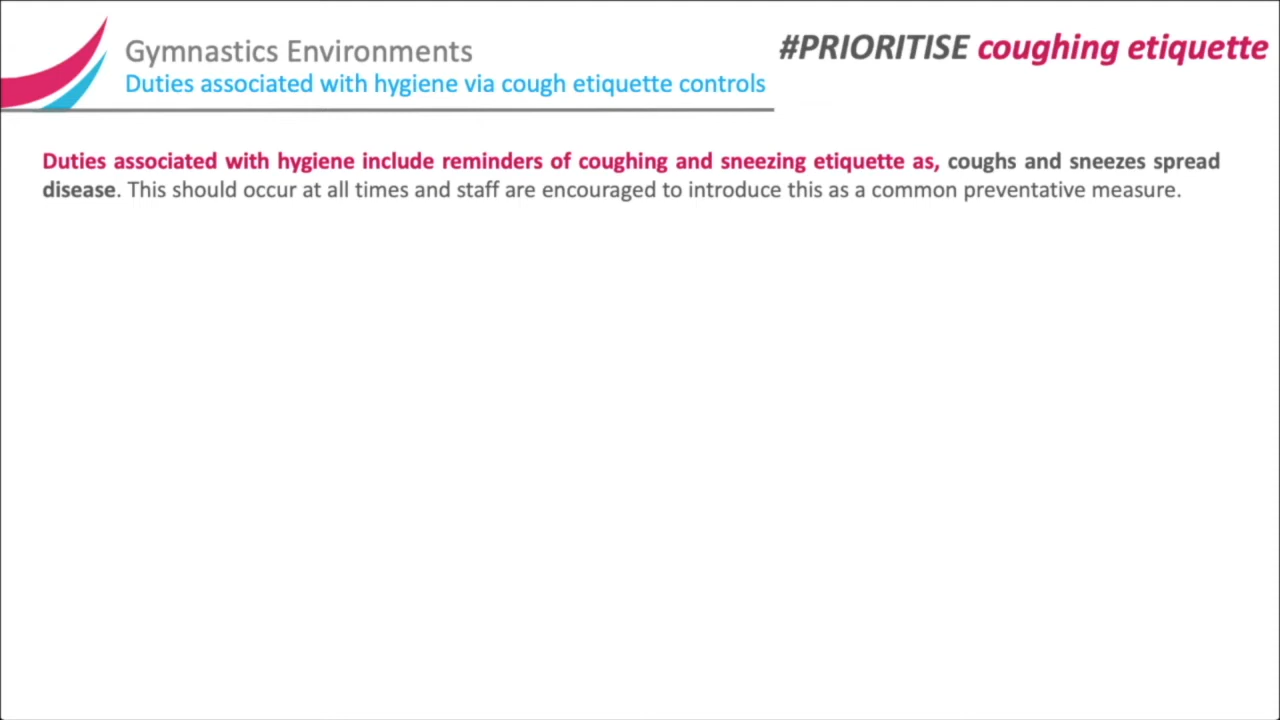 Gymnastics Environments
#PRIORITISE coughing etiquette
Duties associated with hygiene via cough etiquette controls
Duties associated with hygiene include reminders of coughing and sneezing etiquette as, coughs and sneezes spread
disease. This should occur at all times and staff are encouraged to introduce this as a common preventative measure.